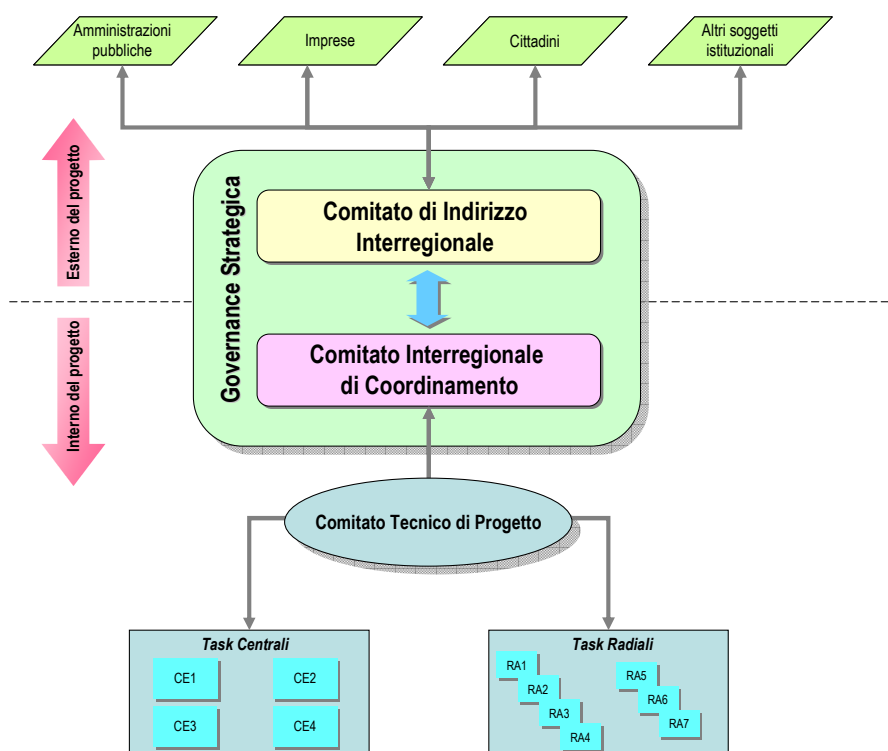 Amministrazioni
pubbliche
Imprese
Cittadini
Altri soggetti
istituzionali
Esterno del progetto
Interno del progetto
Governance Strategica
Comitato di Indirizzo
Interregionale
Comitato Interregionale
di Coordinamento
Comitato Tecnico di Progetto
Task Centrali
CE1
CE2
CE3
CE4
Task Radiali
RA1
RA2
RA3
RA4
RA5
RA6
RA7